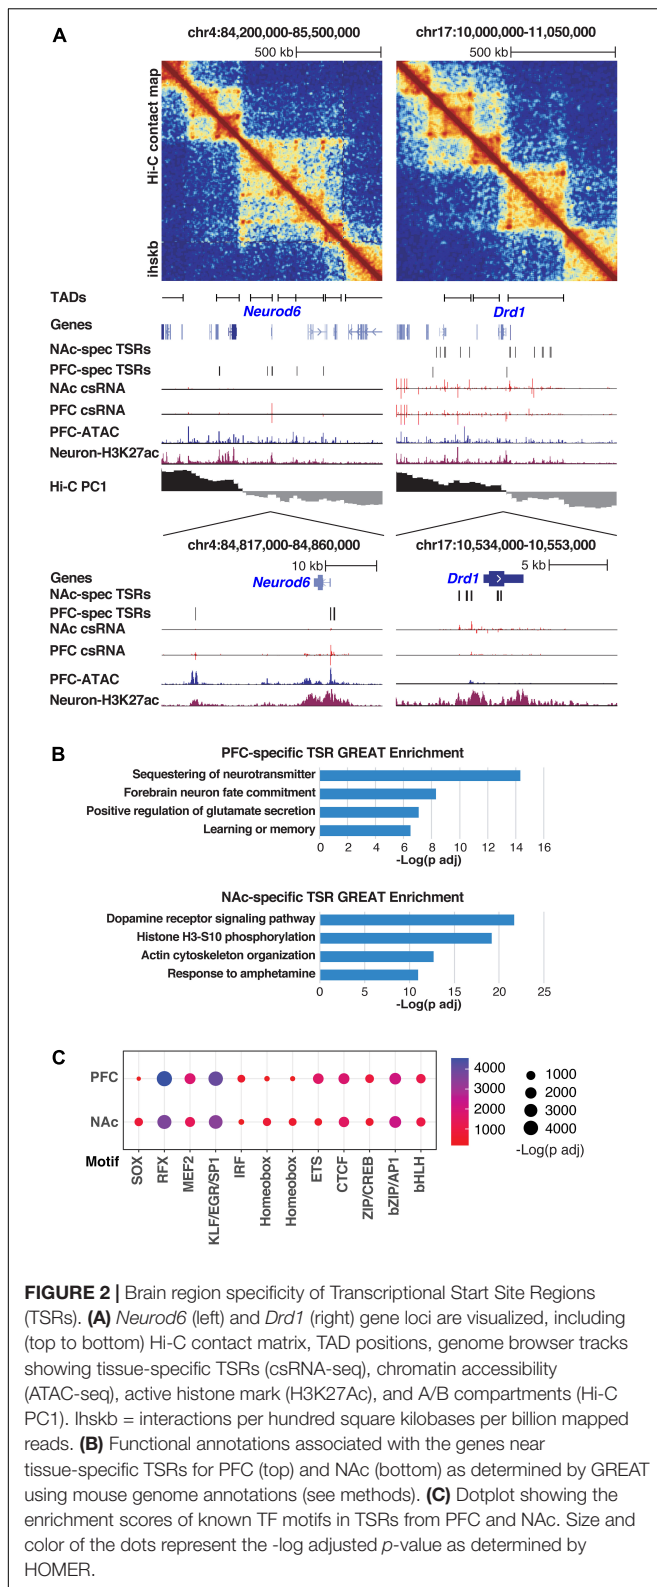 A
chr4:84,200,000-85,500,000
chr17:10,000,000-11,050,000
500 kb
500 kb
Hi-C contact map
ihskb
TADs
Neurod6
Drd1
Genes
NAc-spec TSRs
PFC-spec TSRs
NAc csRNA
PFC csRNA
PFC-ATAC
Neuron-H3K27ac
Hi-C PC1
chr4:84,817,000-84,860,000
chr17:10,534,000-10,553,000
10 kb
5 kb
Genes
Neurod6
Drd1
NAc-spec TSRs
PFC-spec TSRs
NAc csRNA
PFC csRNA
PFC-ATAC
Neuron-H3K27ac
B
PFC-specific TSR GREAT Enrichment
Sequestering of neurotransmitter
Forebrain neuron fate commitment
Positive regulation of glutamate secretion
Learning or memory
0 2 4 6 8 10 12 14 16
-Log(p adj)
NAc-specific TSR GREAT Enrichment
Dopamine receptor signaling pathway
Histone H3-S10 phosphorylation
Actin cytoskeleton organization
Response to amphetamine
0 5 10 15 20 25
-Log(p adj)
C
PFC
NAc
Motif
SOX
RFX
MEF2
KLF/EGR/SP1
IRF
Homeobox
Homeobox
ETS
CTCF
ZIP/CREB
bZIP/AP1
bHLH
4000
3000
2000
1000
1000
2000
3000
4000
-Log(p adj)
FIGURE 2 | Brain region specificity of Transcriptional Start Site Regions
(TSRs). (A) Neurod6 (left) and Drd1 (right) gene loci are visualized, including
(top to bottom) Hi-C contact matrix, TAD positions, genome browser tracks
showing tissue-specific TSRs (csRNA-seq), chromatin accessibility
(ATAC-seq), active histone mark (H3K27Ac), and A/B compartments (Hi-C
PC1). Ihskb = interactions per hundred square kilobases per billion mapped
reads. (B) Functional annotations associated with the genes near
tissue-specific TSRs for PFC (top) and NAc (bottom) as determined by GREAT
using mouse genome annotations (see methods). (C) Dotplot showing the
enrichment scores of known TF motifs in TSRs from PFC and NAc. Size and
color of the dots represent the -log adjusted p-value as determined by
HOMER.